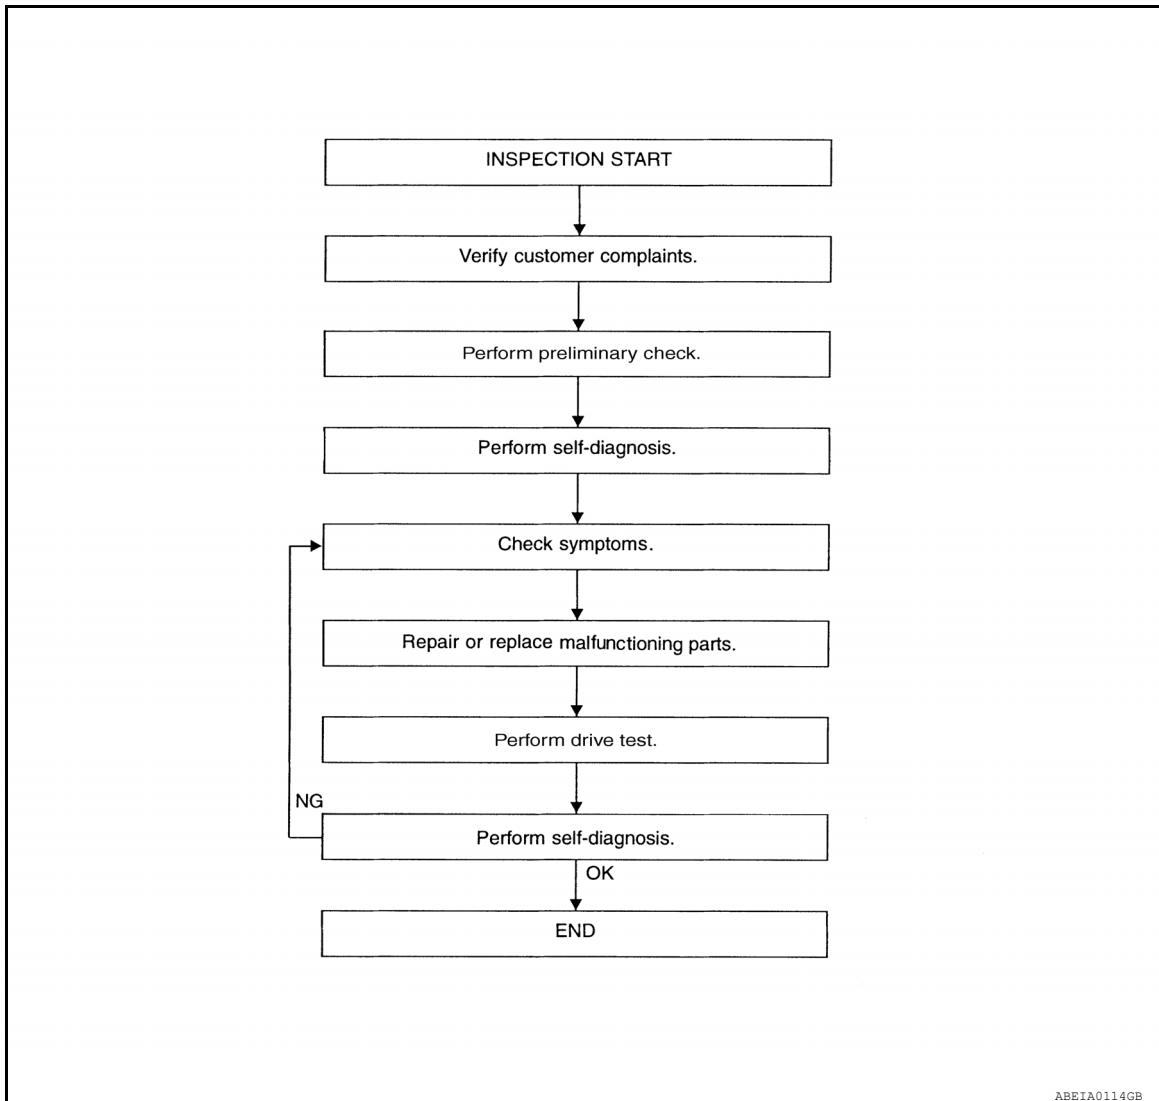 INSPECTION START
Verify customer complaints.
Perform preliminary check.
Perform self-diagnosis.
Check symptoms.
Repair or replace malfunctioning parts.
Perform drive test.
NG
Perform self-diagnosis.
OK
END
ABEIA0114GB